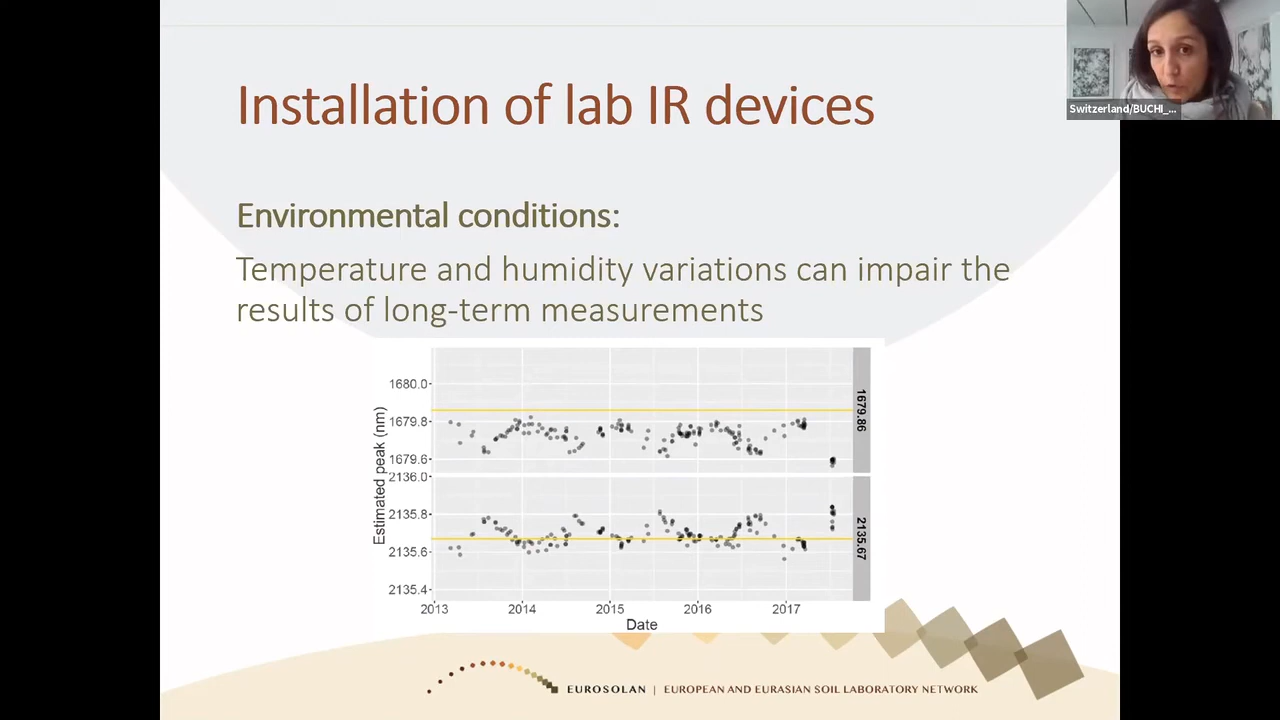 Switzerland/BUCHI_...
Installation of lab IR devices
Environmental conditions:
Temperature and humidity variations can impair the
results of long-term measurements
Estimated peak (nm)
1680.0
1679.8
1679.6
1679.86
2136.0
2135.8
2135.6
2135.4
2135.67
2013 2014 2015 2016 2017
Date
EUROSOLAN | EUROPEAN AND EURASIAN SOIL LABORATORY NETWORK